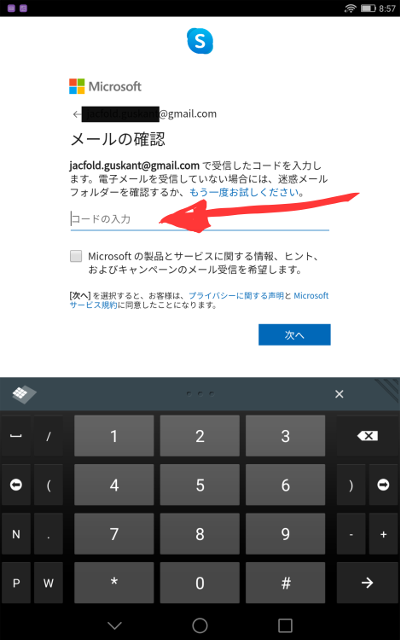 8:57
S
Microsoft
@gmail.com
メールの確認
jacfold.guskant@gmail.com で受信したコードを入力し
ます。電子メールを受信していない場合には、迷惑メール
フォルダーを確認するか、もう一度お試しください。
コードの入力
Microsoft の製品とサービスに関する情報、ヒント、
およびキャンペーンのメール受信を希望します。
[次へ] を選択すると、お客様は、プライバシーに関する声明と Microsoft
サービス規約に同意したことになります。
次へ
/ 1 2 3
( 4 5 6 )
N . 7 8 9 - +
P W * 0 #